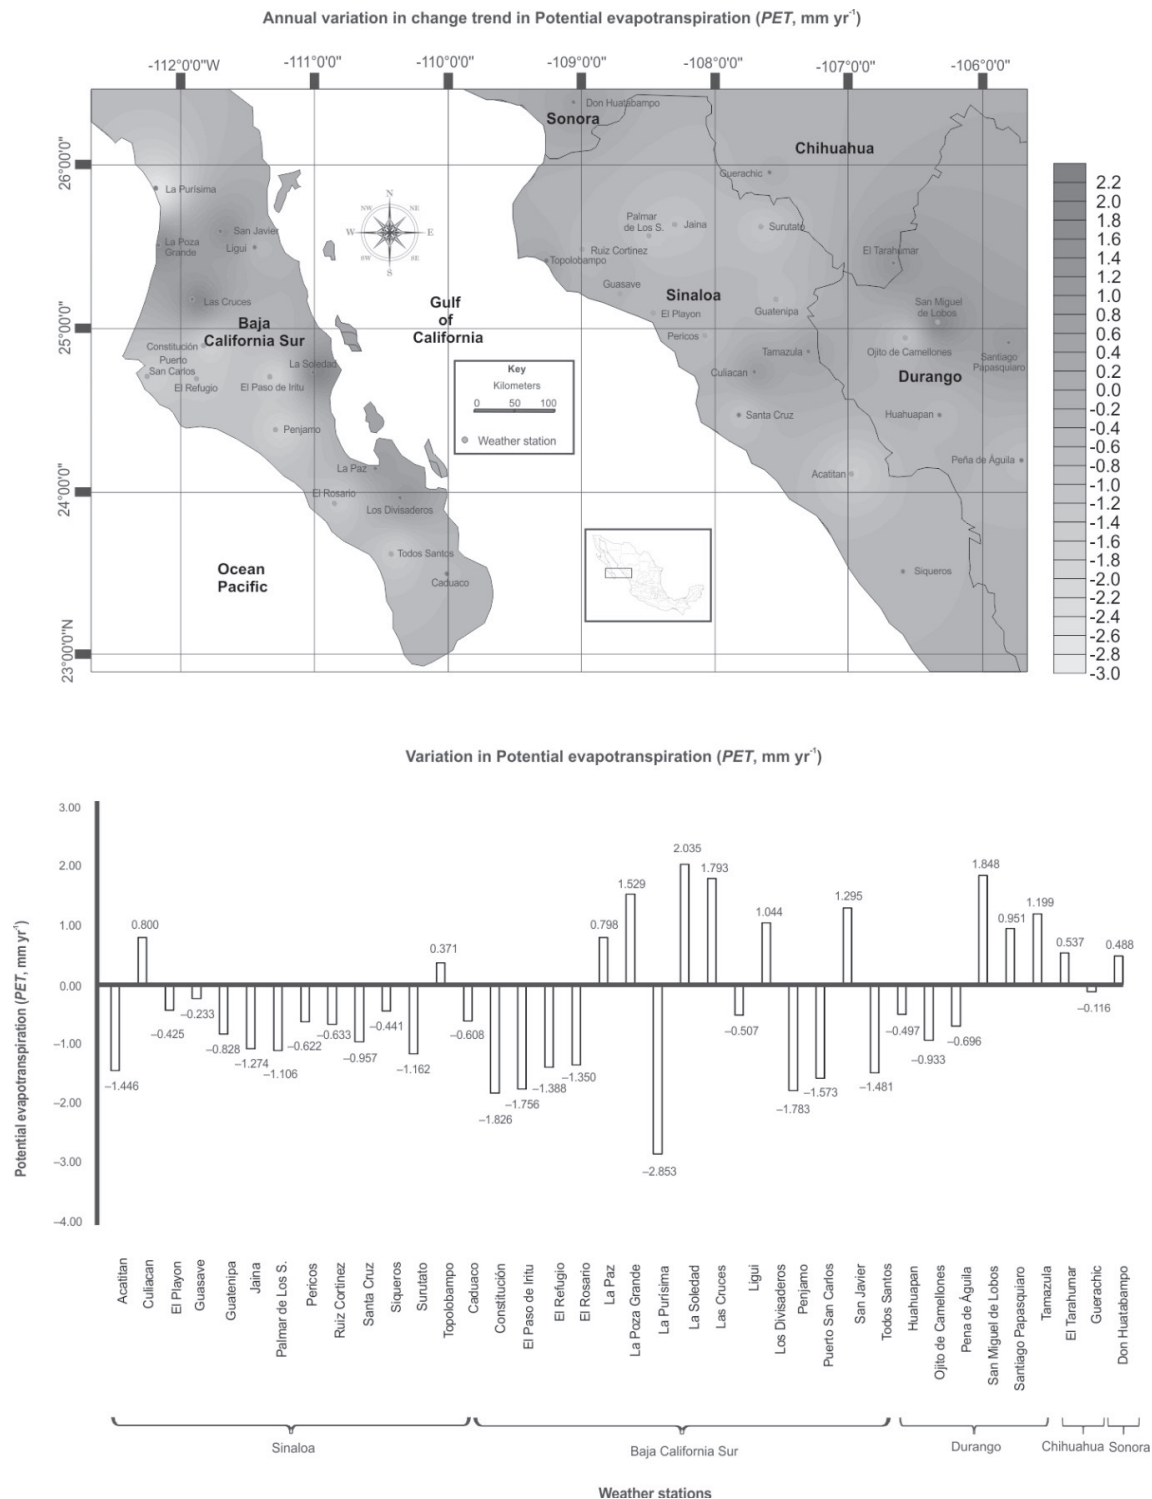 Annual variation in change trend in Potential evapotranspiration (PET, mm yr⁻¹)
-112°0'0"W
-111°0'0"
-110°0'0"
-109°0'0"
-108°0'0"
-107°0'0"
-106°0'0"
26°00'0"
25°00'0"
24°00'0"
23°00'0"N
Don Huatabampo
Sonora
Chihuahua
Guerachic
La Purísima
N
NE
E
SE
S
SW
W
NW
San Javier
La Poza
Grande
Ligui
Las Cruces
Palmar
de Los S.
Jaina
Surutato
Ruiz Cortinez
Topolobampo
El Tarahumar
Guasave
Sinaloa
Guatenipa
San Miguel
de Lobos
El Playon
Gulf
of
California
Baja
California Sur
Constitución
Puerto
San Carlos
El Refugio
El Paso de Iritu
La Soledad
Pericos
Tamazula
Ojito de Camellones
Santiago
Papasquiaro
Culiacan
Durango
Key
Kilometers
0 50 100
Weather station
Santa Cruz
Huahuapan
Penjamo
La Paz
Acatitan
Peña de Águila
El Rosario
Los Divisaderos
Todos Santos
Caduaco
Ocean
Pacific
Siqueros
2.2
2.0
1.8
1.6
1.4
1.2
1.0
0.8
0.6
0.4
0.2
0.0
-0.2
-0.4
-0.6
-0.8
-1.0
-1.2
-1.4
-1.6
-1.8
-2.0
-2.2
-2.4
-2.6
-2.8
-3.0
Variation in Potential evapotranspiration (PET, mm yr⁻¹)
Potential evapotranspiration (PET, mm yr⁻¹)
3.00
2.00
1.00
0.00
–1.00
–2.00
–3.00
–4.00
–1.446
0.800
–0.425
–0.233
–0.828
–1.274
–1.106
–0.622
–0.633
–0.957
–0.441
–1.162
0.371
–0.608
–1.826
–1.756
–1.388
–1.350
0.798
1.529
–2.853
2.035
1.793
–0.507
1.044
–1.783
–1.573
1.295
–1.481
–0.497
–0.933
–0.696
1.848
0.951
1.199
0.537
–0.116
0.488
Acatitan
Culiacan
El Playon
Guasave
Guatenipa
Jaina
Palmar de Los S.
Pericos
Ruiz Cortinez
Santa Cruz
Siqueros
Surutato
Topolobampo
Caduaco
Constitución
El Paso de Iritu
El Refugio
El Rosario
La Paz
La Poza Grande
La Purísima
La Soledad
Las Cruces
Ligui
Los Divisaderos
Penjamo
Puerto San Carlos
San Javier
Todos Santos
Huahuapan
Ojito de Camellones
Pena de Águila
San Miguel de Lobos
Santiago Papasquiaro
Tamazula
El Tarahumar
Guerachic
Don Huatabampo
Sinaloa
Baja California Sur
Durango
Chihuahua
Sonora
Weather stations